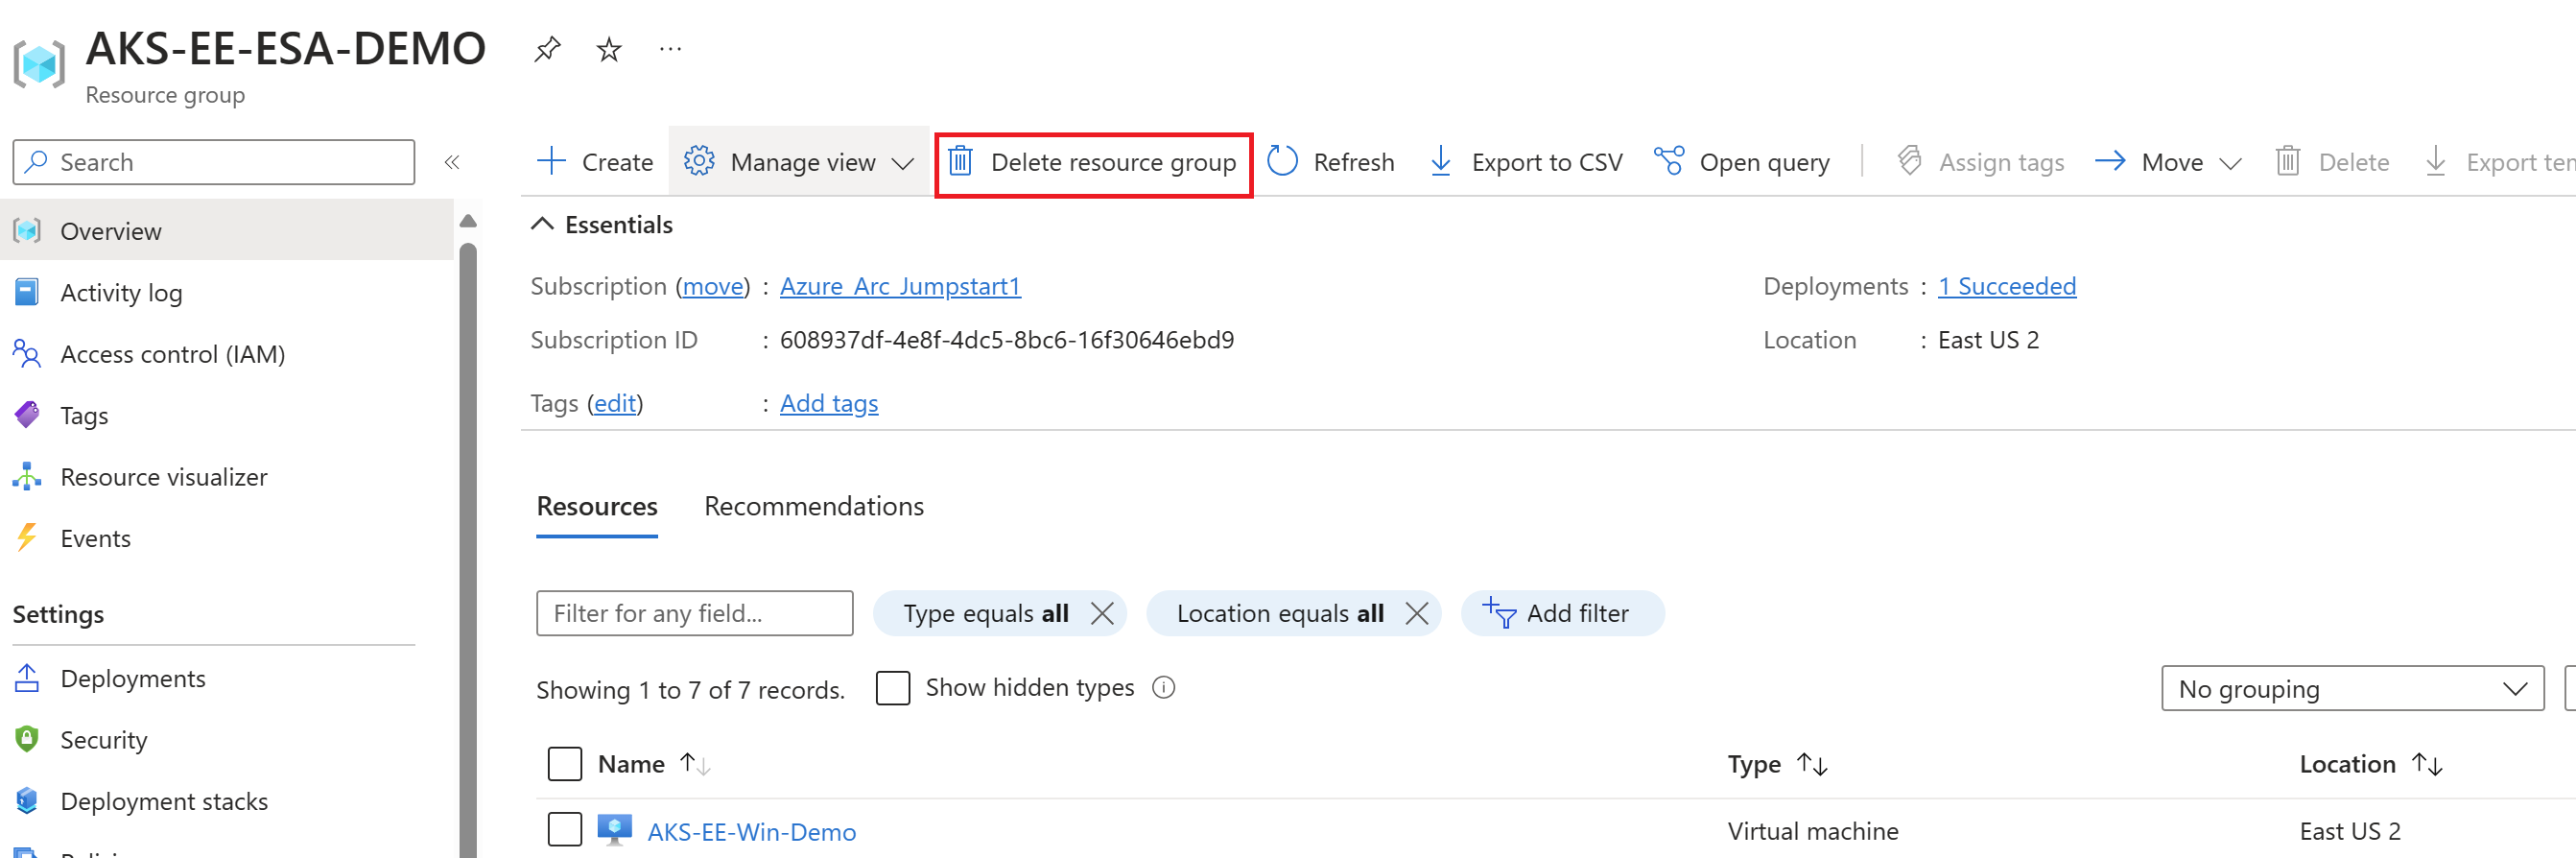 AKS-EE-ESA-DEMO
Resource group
Search
Create Manage view Delete resource group Refresh Export to CSV Open query Assign tags Move Delete Export
Overview
Activity log
Access control (IAM)
Tags
Resource visualizer
Events
Settings
Deployments
Security
Deployment stacks
Essentials
Subscription (move) : Azure_Arc_Jumpstart1
Deployments : 1 Succeeded
Subscription ID : 608937df-4e8f-4dc5-8bc6-16f30646ebd9
Location : East US 2
Tags (edit) : Add tags
Resources Recommendations
Filter for any field... Type equals all Location equals all Add filter
Showing 1 to 7 of 7 records. Show hidden types No grouping
Name Type Location
AKS-EE-Win-Demo Virtual machine East US 2